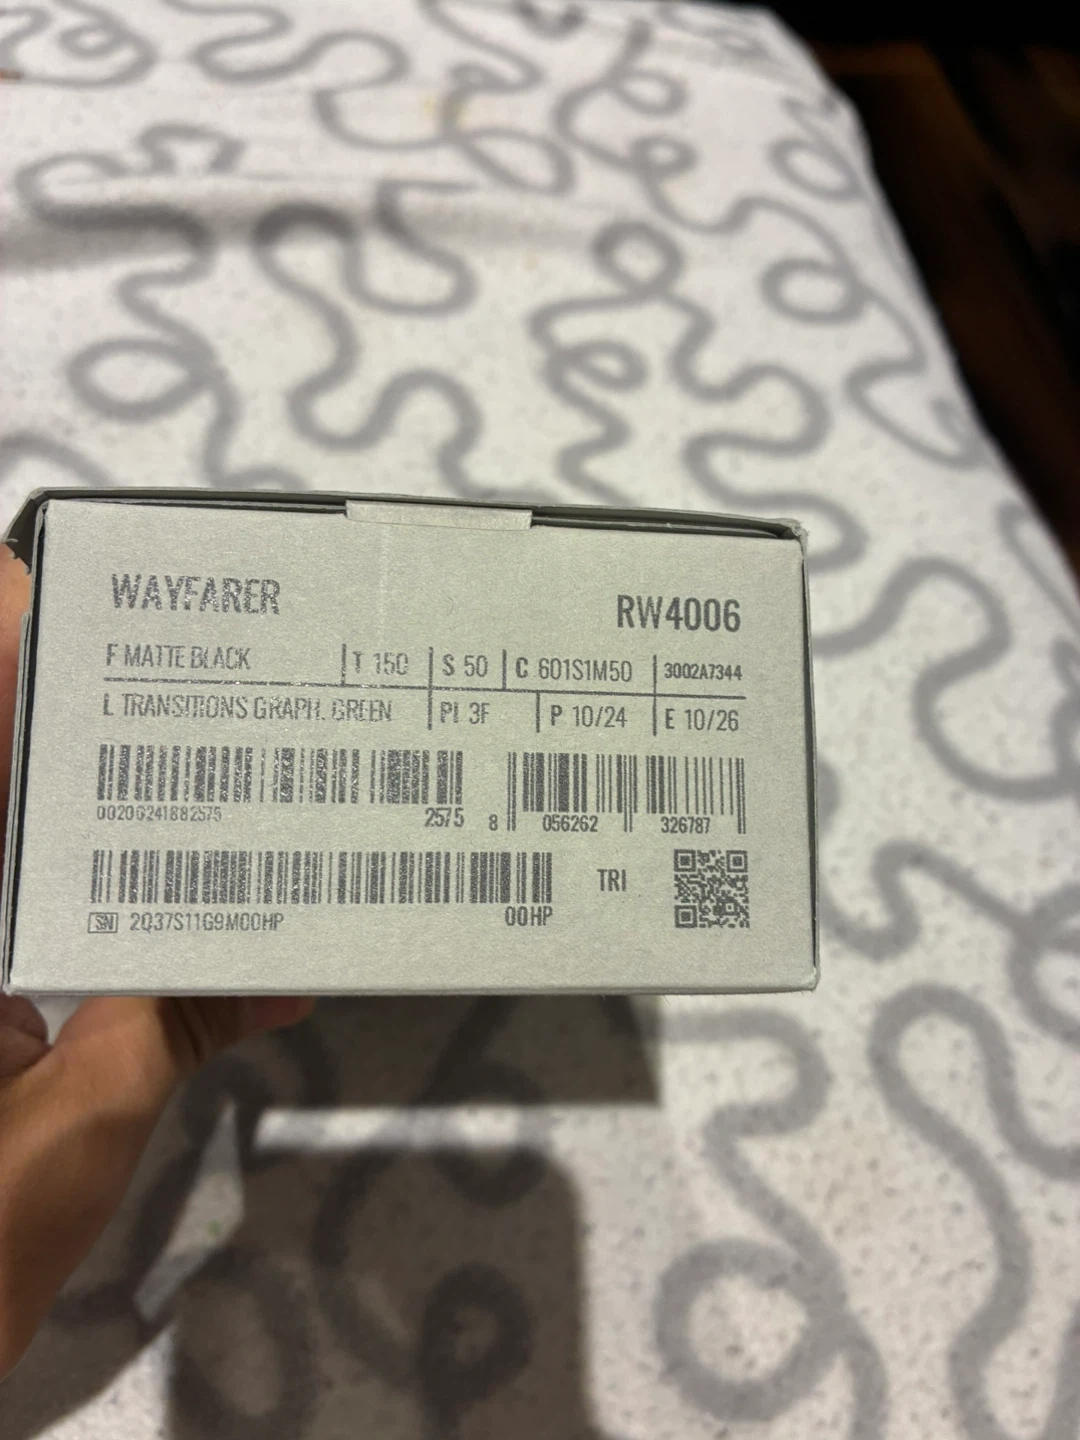 WAYFARER
RW4006
F MATTE BLACK T 150 S 50 C 601S1M50 3002A7344
L TRANSITIONS GRAPH. GREEN PI 3F P 10/24 E 10/26
00206241882575 2575 8 056262 326787
TRI
SN 2Q37S11G9M00HP 00HP